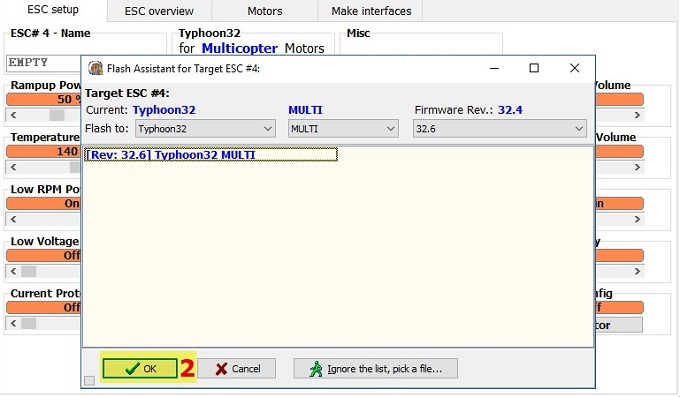 ESC setup
ESC overview
Motors
Make interfaces
ESC# 4 - Name
Typhoon32
for Multicopter Motors
Misc
EMPTY
Flash Assistant for Target ESC #4:
Target ESC #4:
Current: Typhoon32 MULTI Firmware Rev.: 32.4
Flash to: Typhoon32 MULTI 32.6
[Rev: 32.6] Typhoon32 MULTI
Rampup Pow
50 %
Volume
Temperature
140
Volume
Low RPM Po
On
in
Low Voltage
Off
y
Current Prot
Off
nfig
ff
tor
OK
2
Cancel
Ignore the list, pick a file...